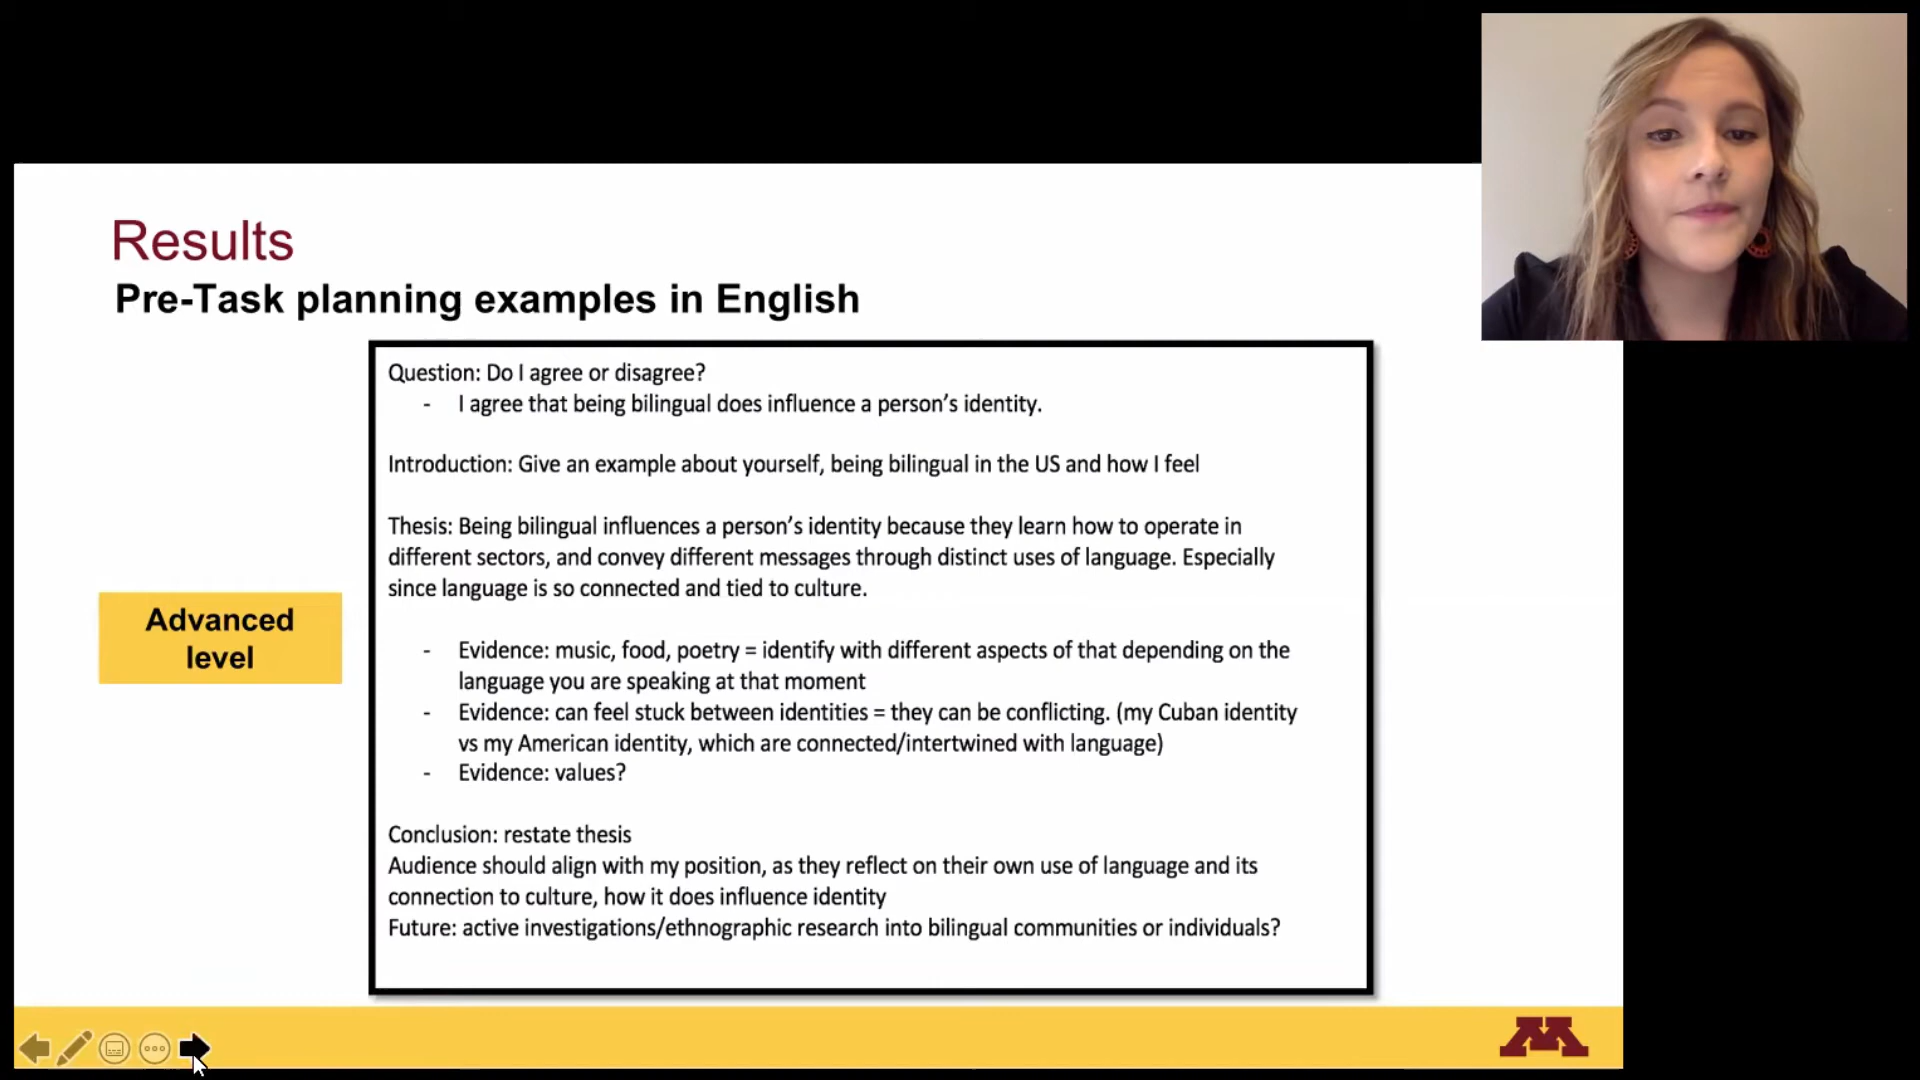 Results
Pre-Task planning examples in English
Question: Do I agree or disagree?
- I agree that being bilingual does influence a person's identity.
Introduction: Give an example about yourself, being bilingual in the US and how I feel
Thesis: Being bilingual influences a person's identity because they learn how to operate in
different sectors, and convey different messages through distinct uses of language. Especially
since language is so connected and tied to culture.
Advanced
level
- Evidence: music, food, poetry = identify with different aspects of that depending on the
language you are speaking at that moment
- Evidence: can feel stuck between identities = they can be conflicting. (my Cuban identity
vs my American identity, which are connected/intertwined with language)
- Evidence: values?
Conclusion: restate thesis
Audience should align with my position, as they reflect on their own use of language and its
connection to culture, how it does influence identity
Future: active investigations/ethnographic research into bilingual communities or individuals?
M